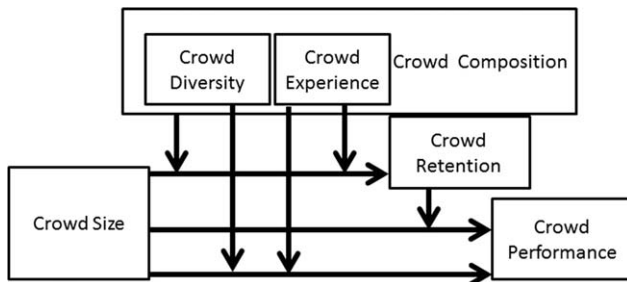 Crowd
Diversity
Crowd
Experience
Crowd Composition
Crowd
Retention
Crowd Size
Crowd
Performance